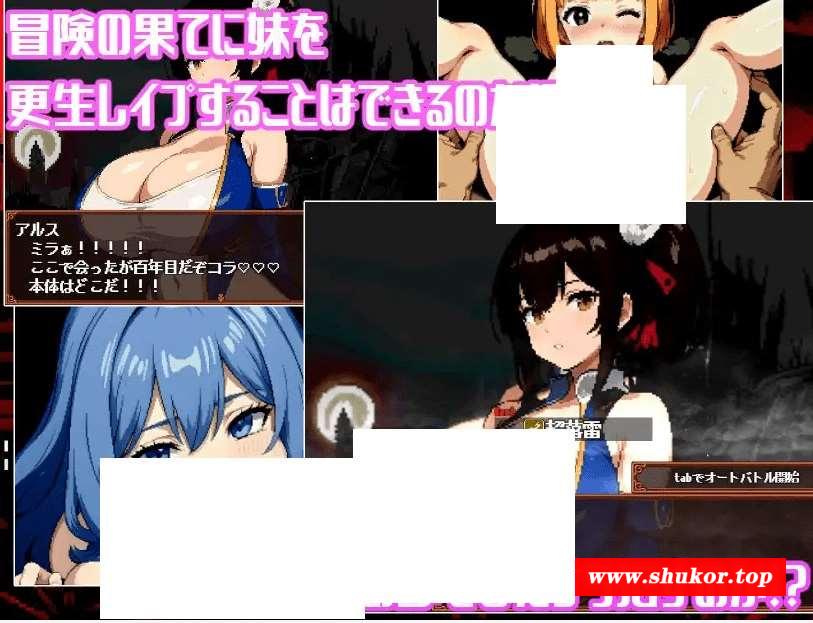 冒険の果てに妹を
更生レイプすることはできるの
アルス
ミラぁ！！！！！
ここで会ったが百年目だぞコラ♡♡♡
本体はどこだ！！！
落雷
tabでオートバトル開始
www.shukor.top